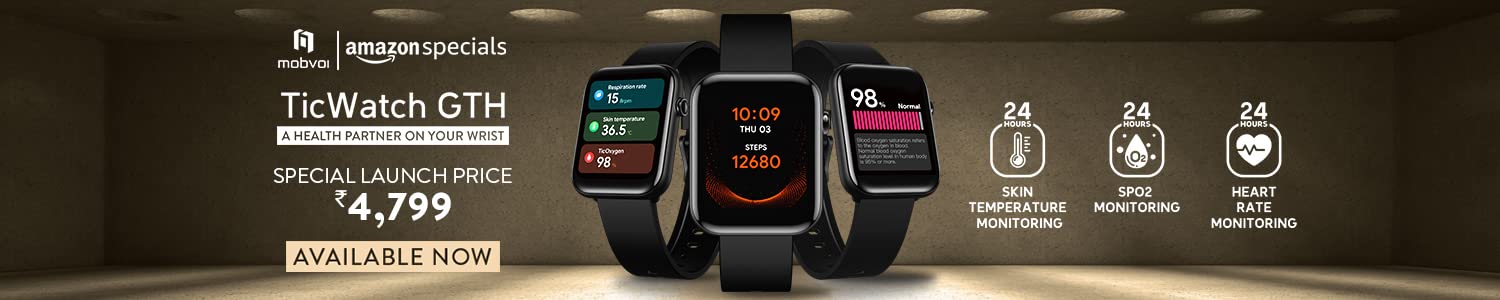 mobvoi
amazonspecials
TicWatch GTH
A HEALTH PARTNER ON YOUR WRIST
SPECIAL LAUNCH PRICE
₹4,799
AVAILABLE NOW
Respiration rate
15 Brpm
Skin temperature
36.5 °C
TicOxygen
98 %
10:09
THU 03
STEPS
12680
98 %
Normal
Blood oxygen saturation refers
to the oxygen in blood.
Normal blood oxygen
saturation level in human body
is 95% or more.
24
HOURS
SKIN
TEMPERATURE
MONITORING
24
HOURS
O2
SPO2
MONITORING
24
HOURS
HEART
RATE
MONITORING